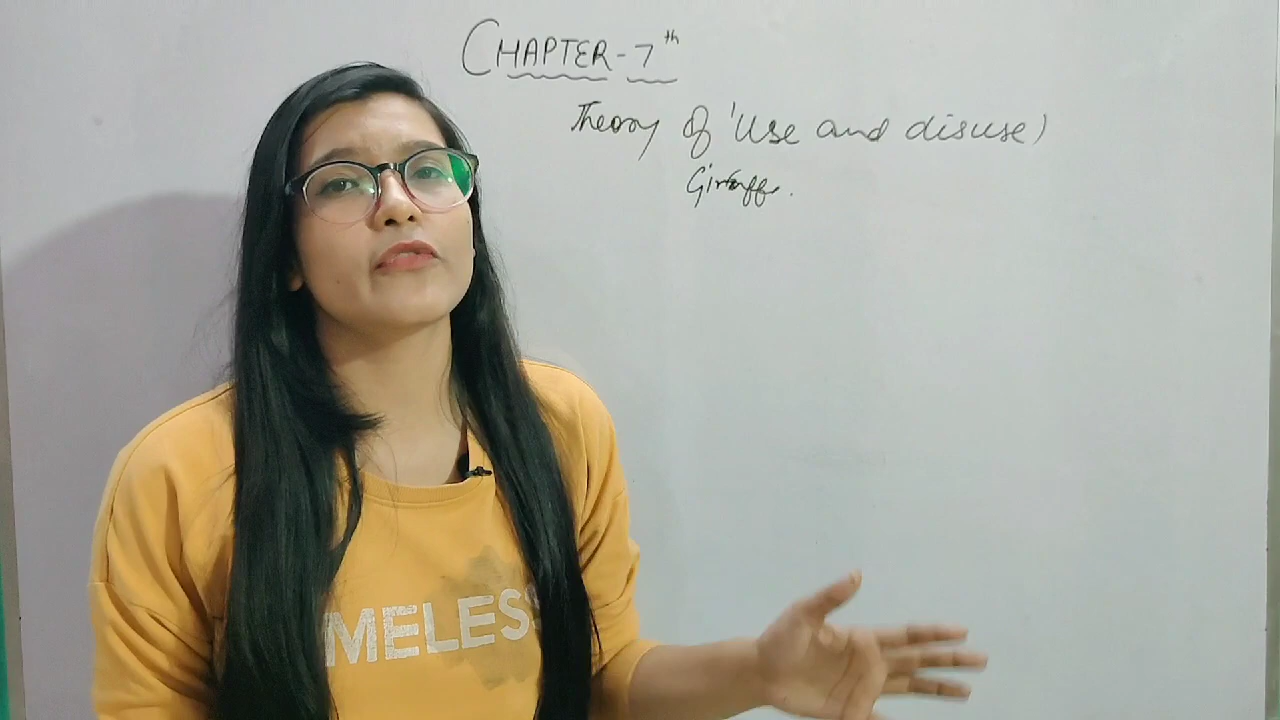 CHAPTER-7th
Theory of 'Use and disuse)
Giraffe.
MELESS